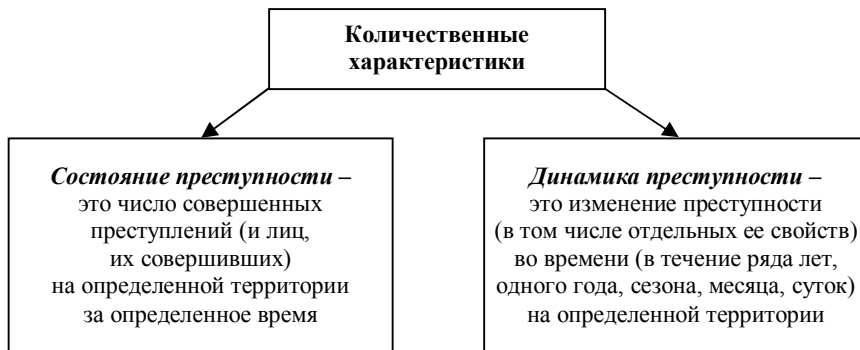 Количественные
характеристики
Состояние преступности –
это число совершенных
преступлений (и лиц,
их совершивших)
на определенной территории
за определенное время
Динамика преступности –
это изменение преступности
(в том числе отдельных ее свойств)
во времени (в течение ряда лет,
одного года, сезона, месяца, суток)
на определенной территории